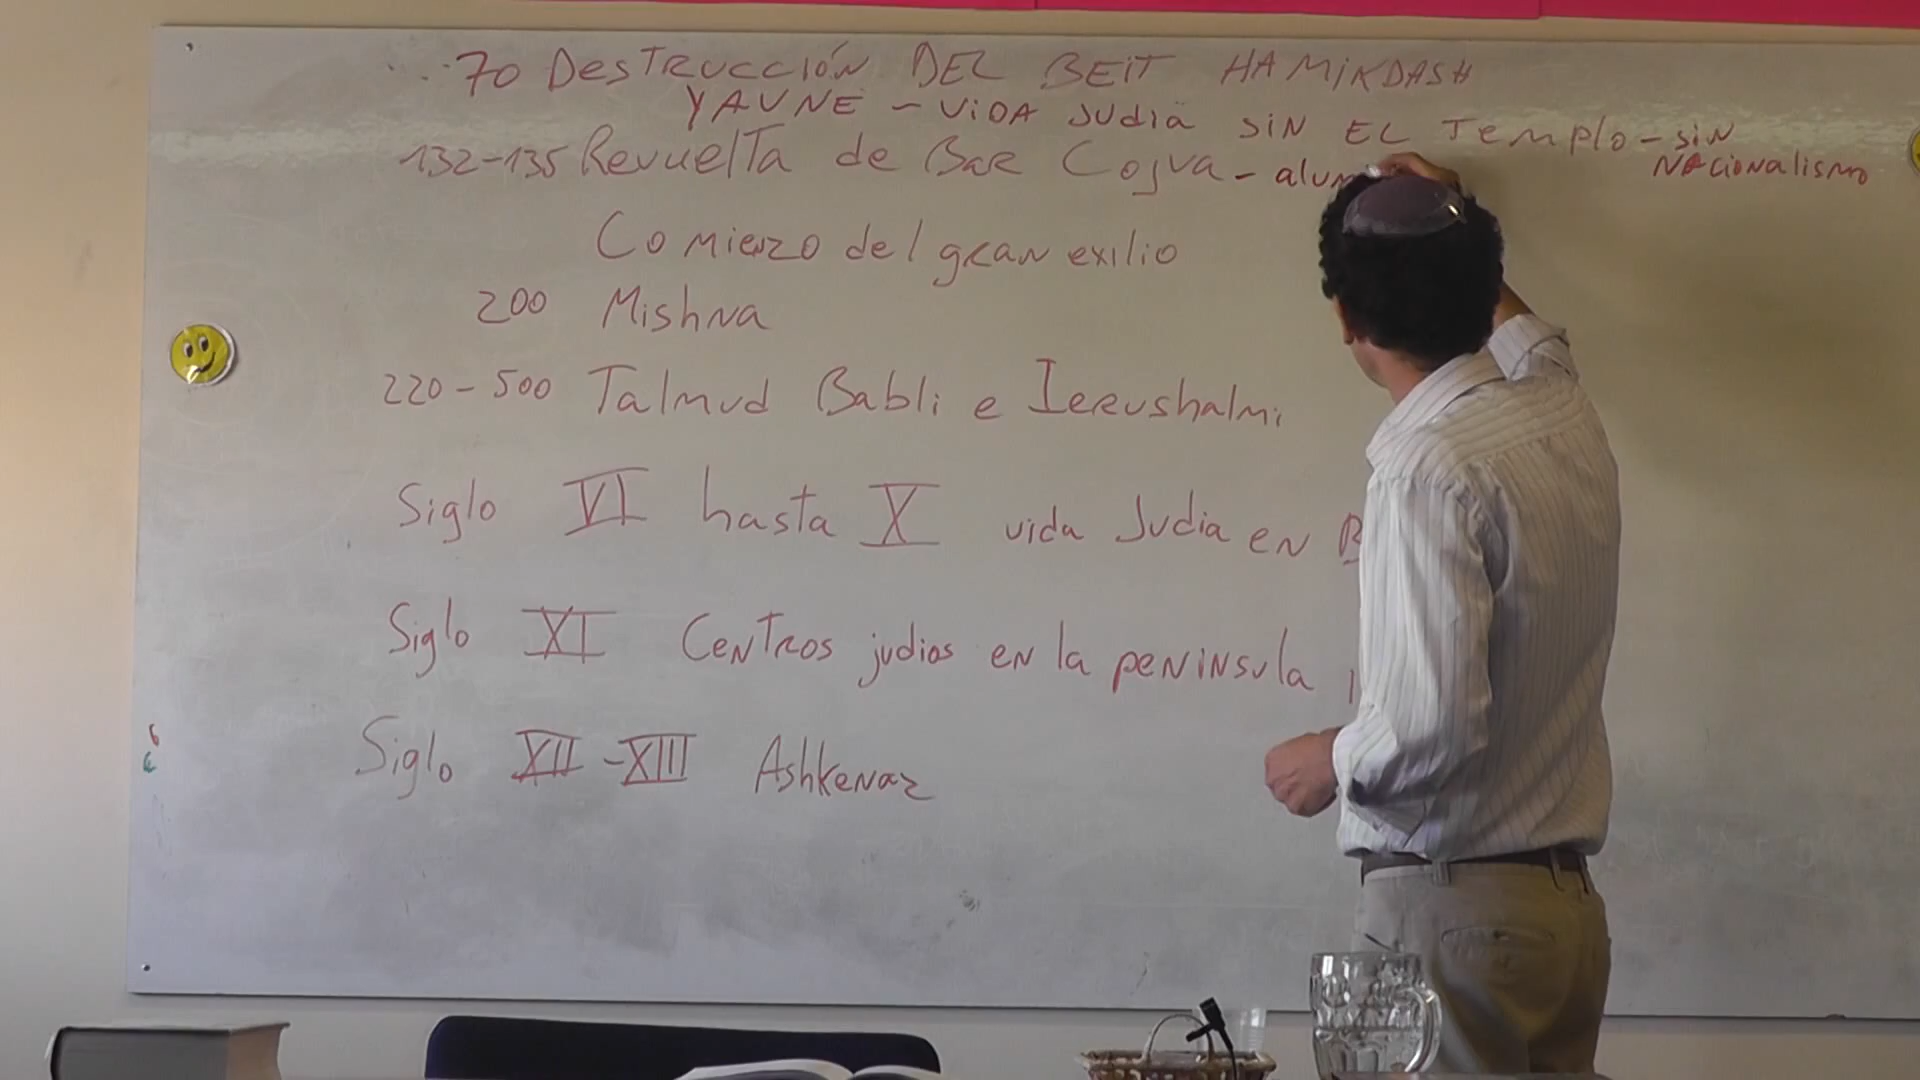 70 DESTRUCCIÓN DEL BEIT HAMIKDASH
YAVNE - VIDA JUDIA SIN EL TEMPLO - SIN NACIONALISMO
132-135 Revuelta de Bar Cojva - alum
Comienzo del gran exilio
200 Mishna
220-500 Talmud Babli e Ierushalmi
Siglo VI hasta X vida Judia en B
Siglo XI Centros judios en la peninsula
Siglo XII - XIII Ashkenaz